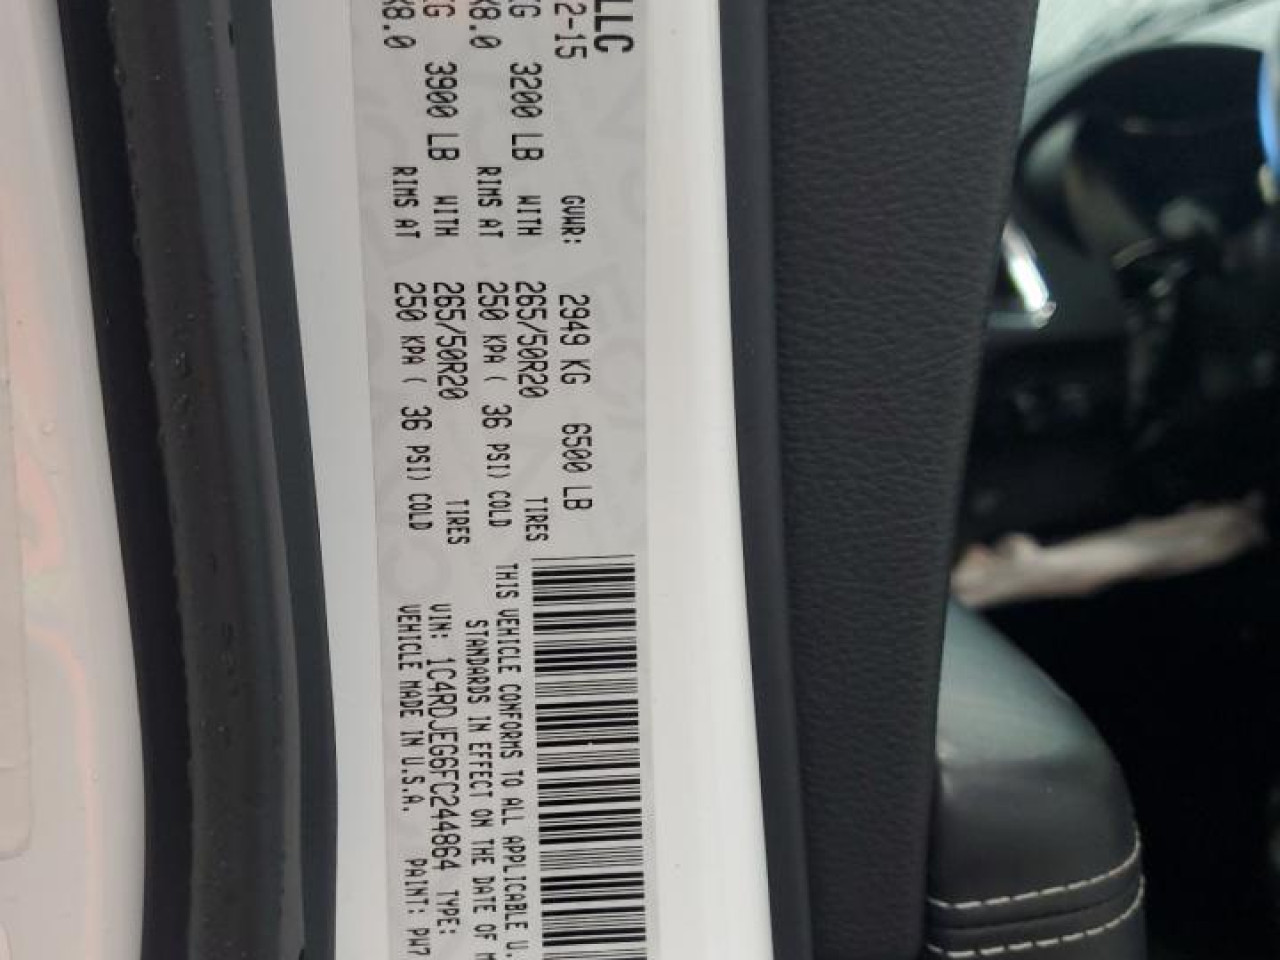 LLC
2-15 GVWR: 2949 KG 6500 LB
KG 3200 LB WITH 265/50R20 TIRES
X8.0 RIMS AT 250 KPA ( 36 PSI) COLD
KG 3900 LB WITH 265/50R20 TIRES
X8.0 RIMS AT 250 KPA ( 36 PSI) COLD
THIS VEHICLE CONFORMS TO ALL APPLICABLE U.
STANDARDS IN EFFECT ON THE DATE OF M
VIN: 1C4RDJEG6FC244864 TYPE:
VEHICLE MADE IN U.S.A. PAINT: PW7